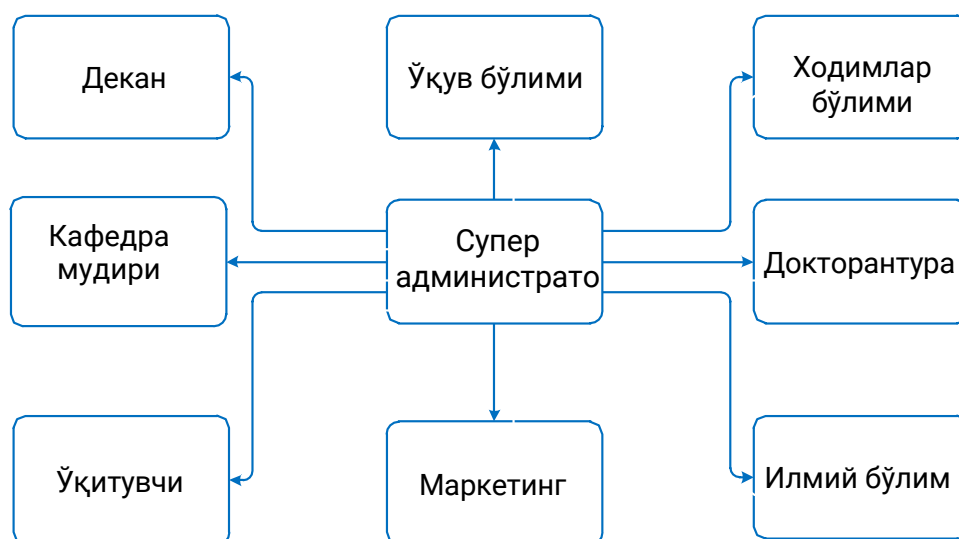 Декан
Ўқув бўлими
Ходимлар
бўлими
Кафедра
мудири
Супер
администрато
Докторантура
Ўқитувчи
Маркетинг
Илмий бўлим